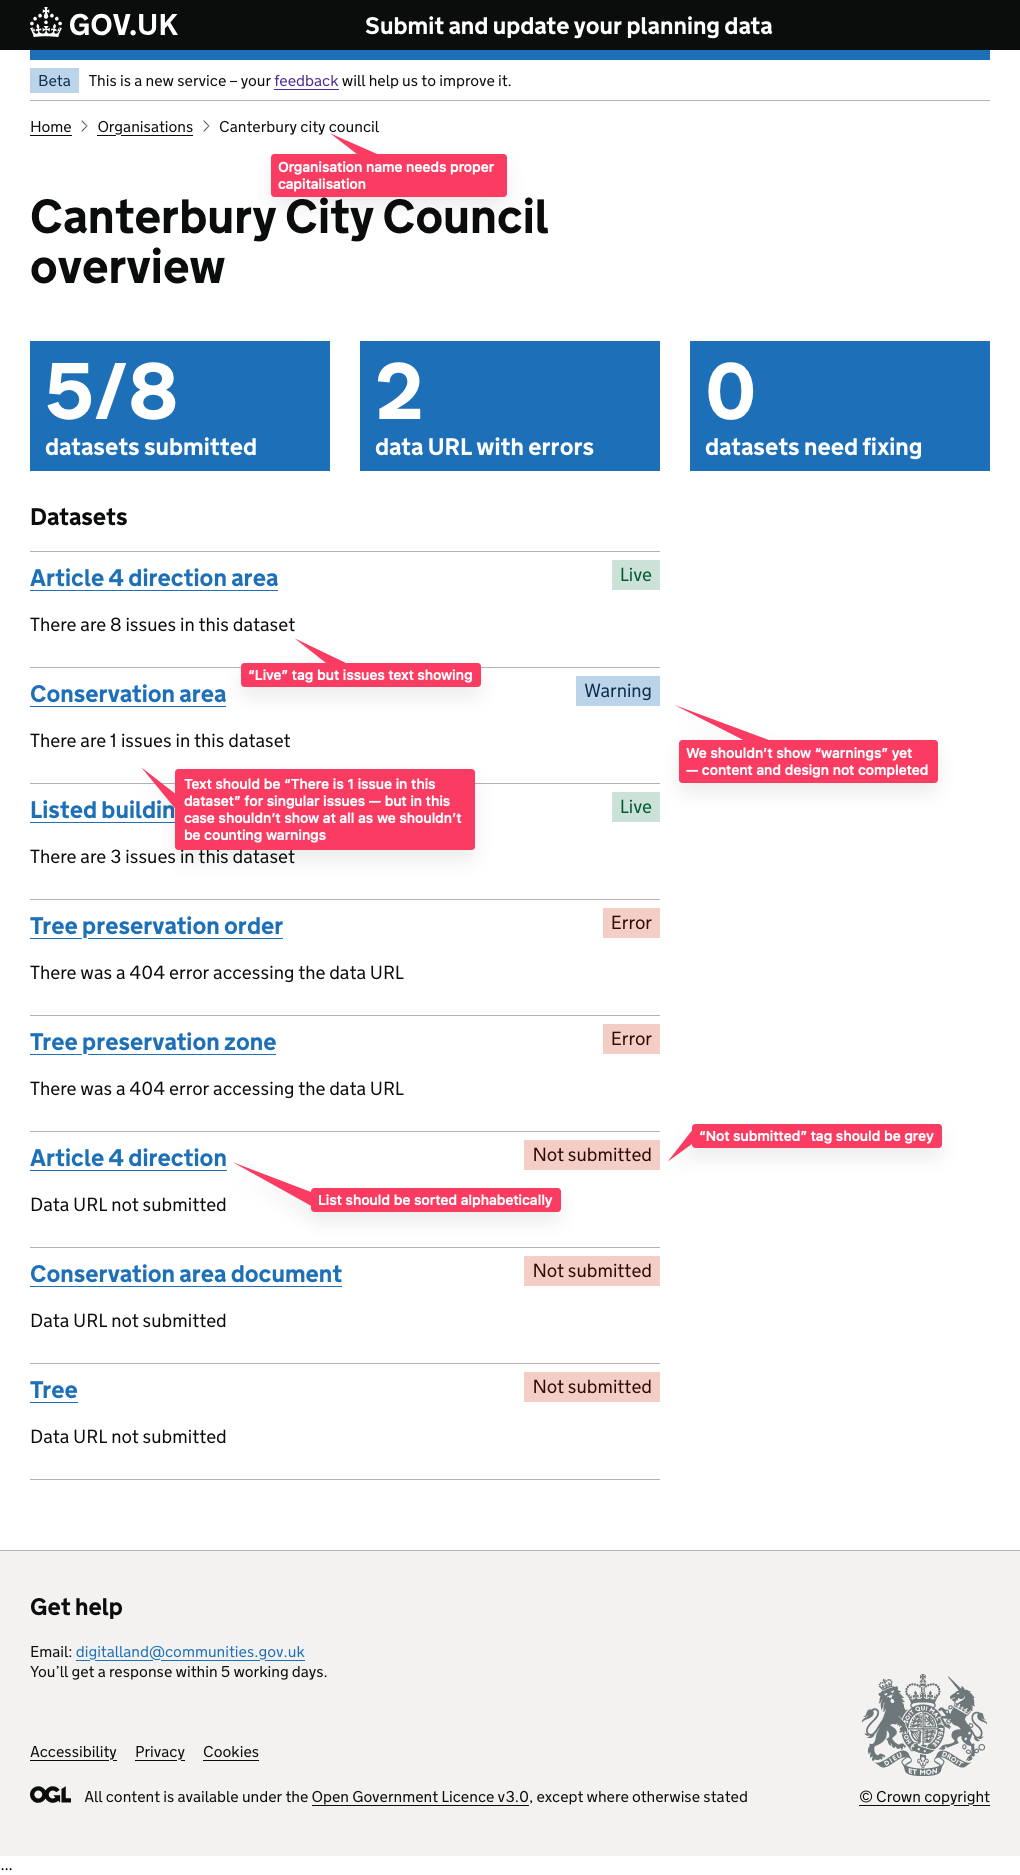 GOV.UK
Submit and update your planning data
Beta This is a new service – your feedback will help us to improve it.
Home > Organisations > Canterbury city council
Organisation name needs proper
capitalisation
Canterbury City Council
overview
5/8
datasets submitted
2
data URL with errors
0
datasets need fixing
Datasets
Article 4 direction area Live
There are 8 issues in this dataset
“Live” tag but issues text showing
Conservation area Warning
There are 1 issues in this dataset
We shouldn’t show “warnings” yet
— content and design not completed
Text should be “There is 1 issue in this
dataset” for singular issues — but in this
case shouldn’t show at all as we shouldn’t
be counting warnings
Listed buildin Live
There are 3 issues in this dataset
Tree preservation order Error
There was a 404 error accessing the data URL
Tree preservation zone Error
There was a 404 error accessing the data URL
“Not submitted” tag should be grey
Article 4 direction Not submitted
List should be sorted alphabetically
Data URL not submitted
Conservation area document Not submitted
Data URL not submitted
Tree Not submitted
Data URL not submitted
Get help
Email: digitalland@communities.gov.uk
You’ll get a response within 5 working days.
Accessibility Privacy Cookies
OGL All content is available under the Open Government Licence v3.0, except where otherwise stated
© Crown copyright
...